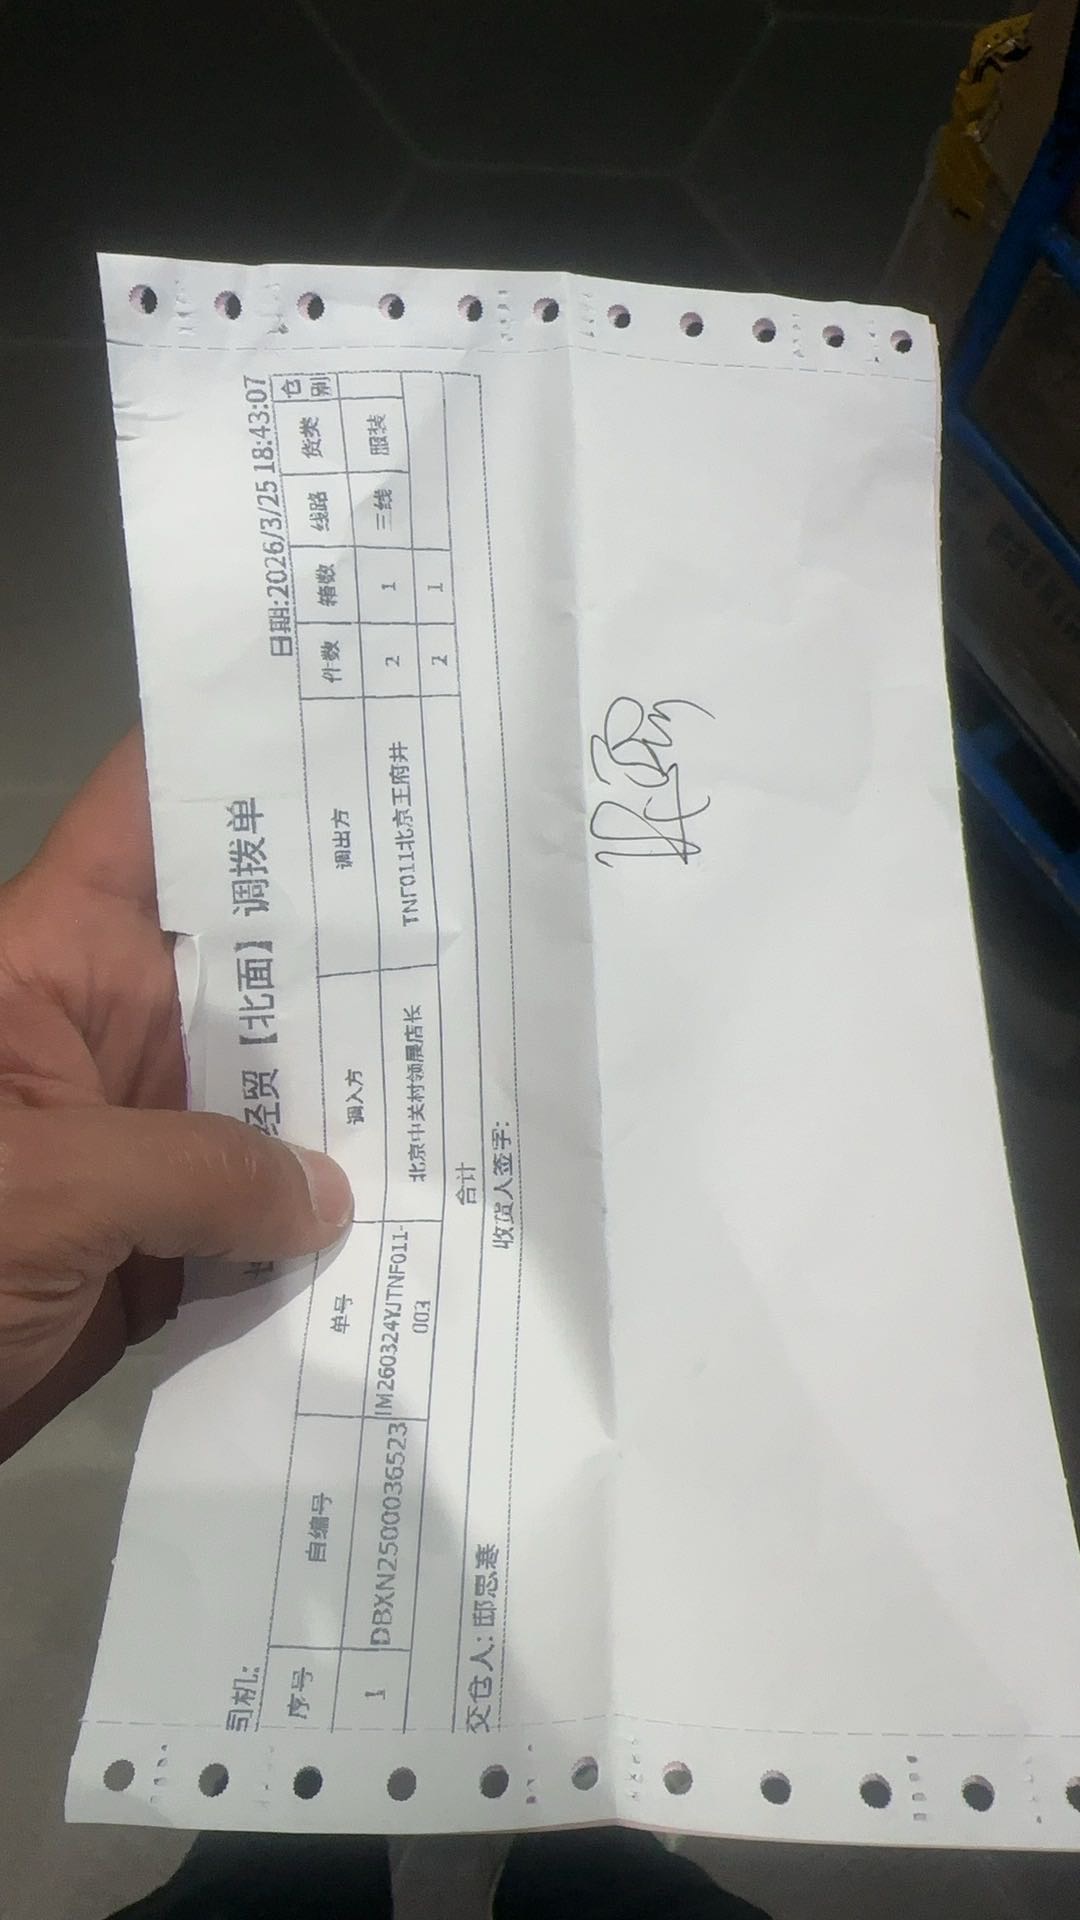 经贸【北面】调拨单
司机: 日期:2026/3/25 18:43:07
序号 自编号 单号 调入方 调出方 件数 箱数 线路 货类 仓别
1 DBXN2500036523 IM260324YJTNF011-003 北京中关村领展店长 TNF011北京王府井 2 1 三线 服装
合计 2 1
交仓人: 邸思蹇 收货人签字: